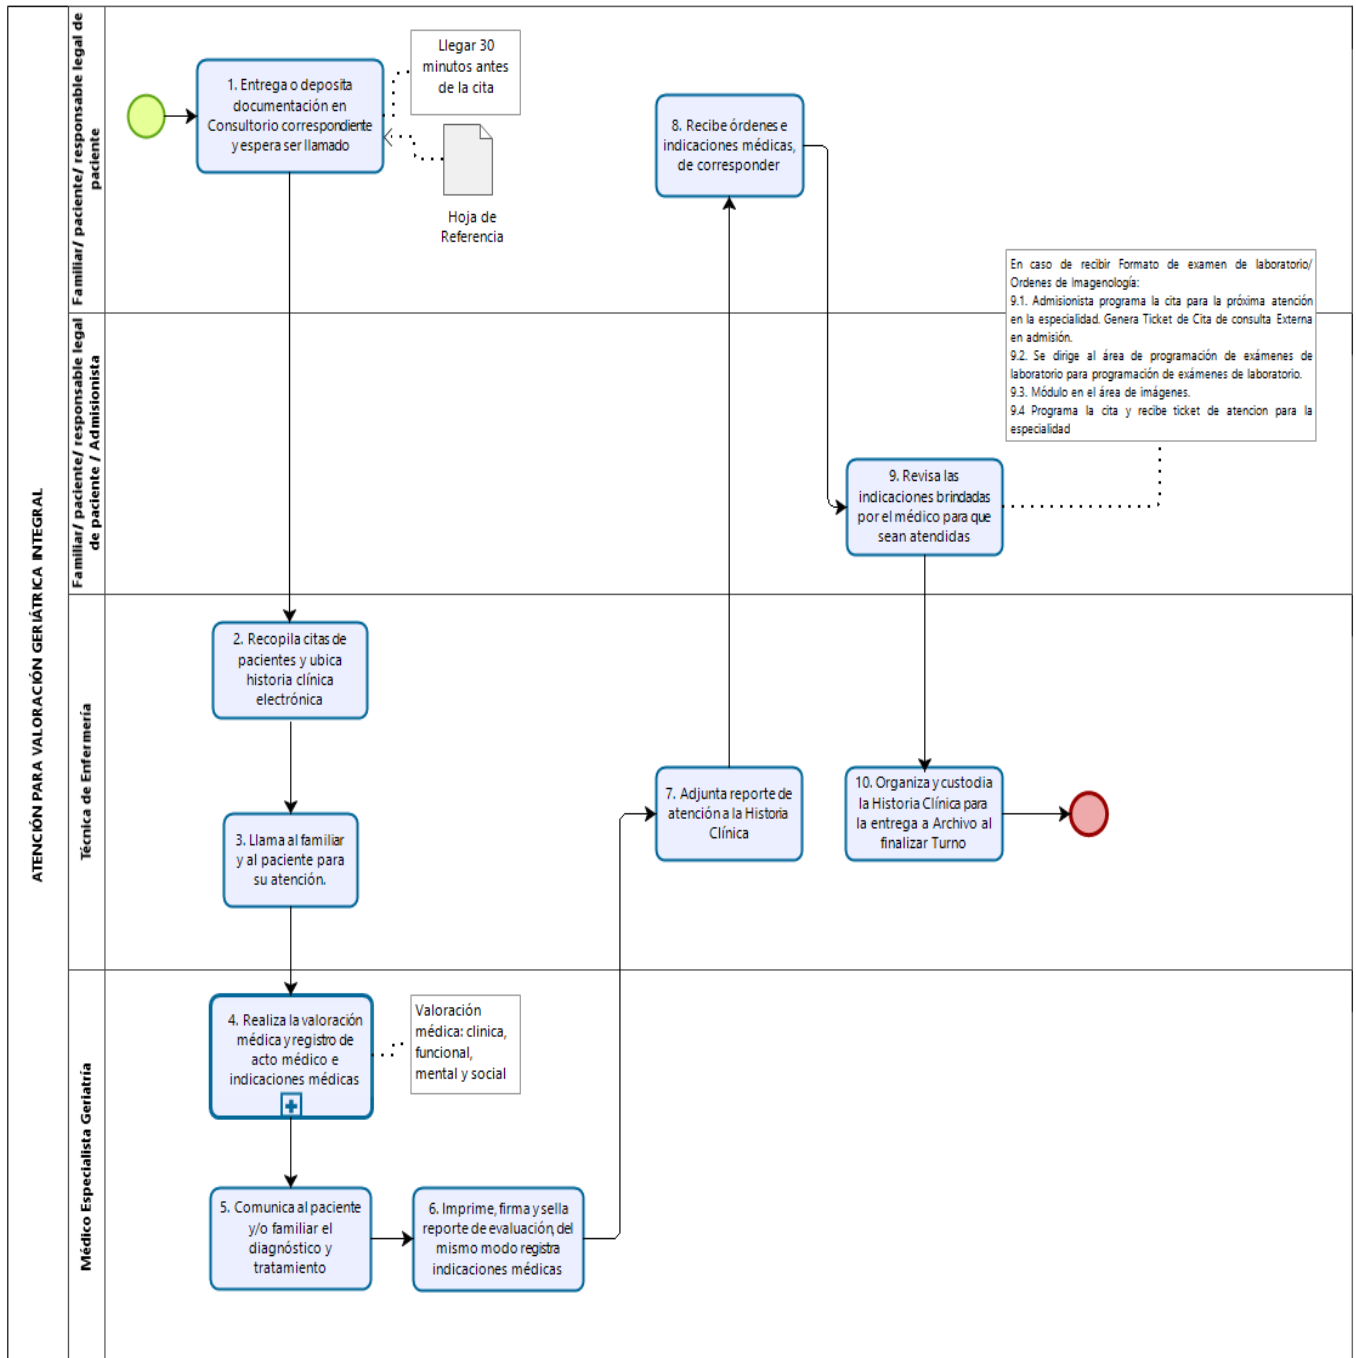 ATENCIÓN PARA VALORACIÓN GERIÁTRICA INTEGRAL
Familiar/ paciente/ responsable legal de
paciente
1. Entrega o deposita
documentación en
Consultorio correspondiente
y espera ser llamado
Llegar 30
minutos antes
de la cita
Hoja de
Referencia
8. Recibe órdenes e
indicaciones médicas,
de corresponder
Familiar/ paciente/ responsable legal
de paciente / Admisionista
En caso de recibir Formato de examen de laboratorio/
Ordenes de Imagenología:
9.1. Admisionista programa la cita para la próxima atención
en la especialidad. Genera Ticket de Cita de consulta Externa
en admisión.
9.2. Se dirige al área de programación de exámenes de
laboratorio para programación de exámenes de laboratorio.
9.3. Módulo en el área de imágenes.
9.4 Programa la cita y recibe ticket de atencion para la
especialidad
9. Revisa las
indicaciones brindadas
por el médico para que
sean atendidas
Técnica de Enfermería
2. Recopila citas de
pacientes y ubica
historia clínica
electrónica
3. Llama al familiar
y al paciente para
su atención.
7. Adjunta reporte de
atención a la Historia
Clínica
10. Organiza y custodia
la Historia Clínica para
la entrega a Archivo al
finalizar Turno
Médico Especialista Geriatría
4. Realiza la valoración
médica y registro de
acto médico e
indicaciones médicas
Valoración
médica: clinica,
funcional,
mental y social
5. Comunica al paciente
y/o familiar el
diagnóstico y
tratamiento
6. Imprime, firma y sella
reporte de evaluación, del
mismo modo registra
indicaciones médicas